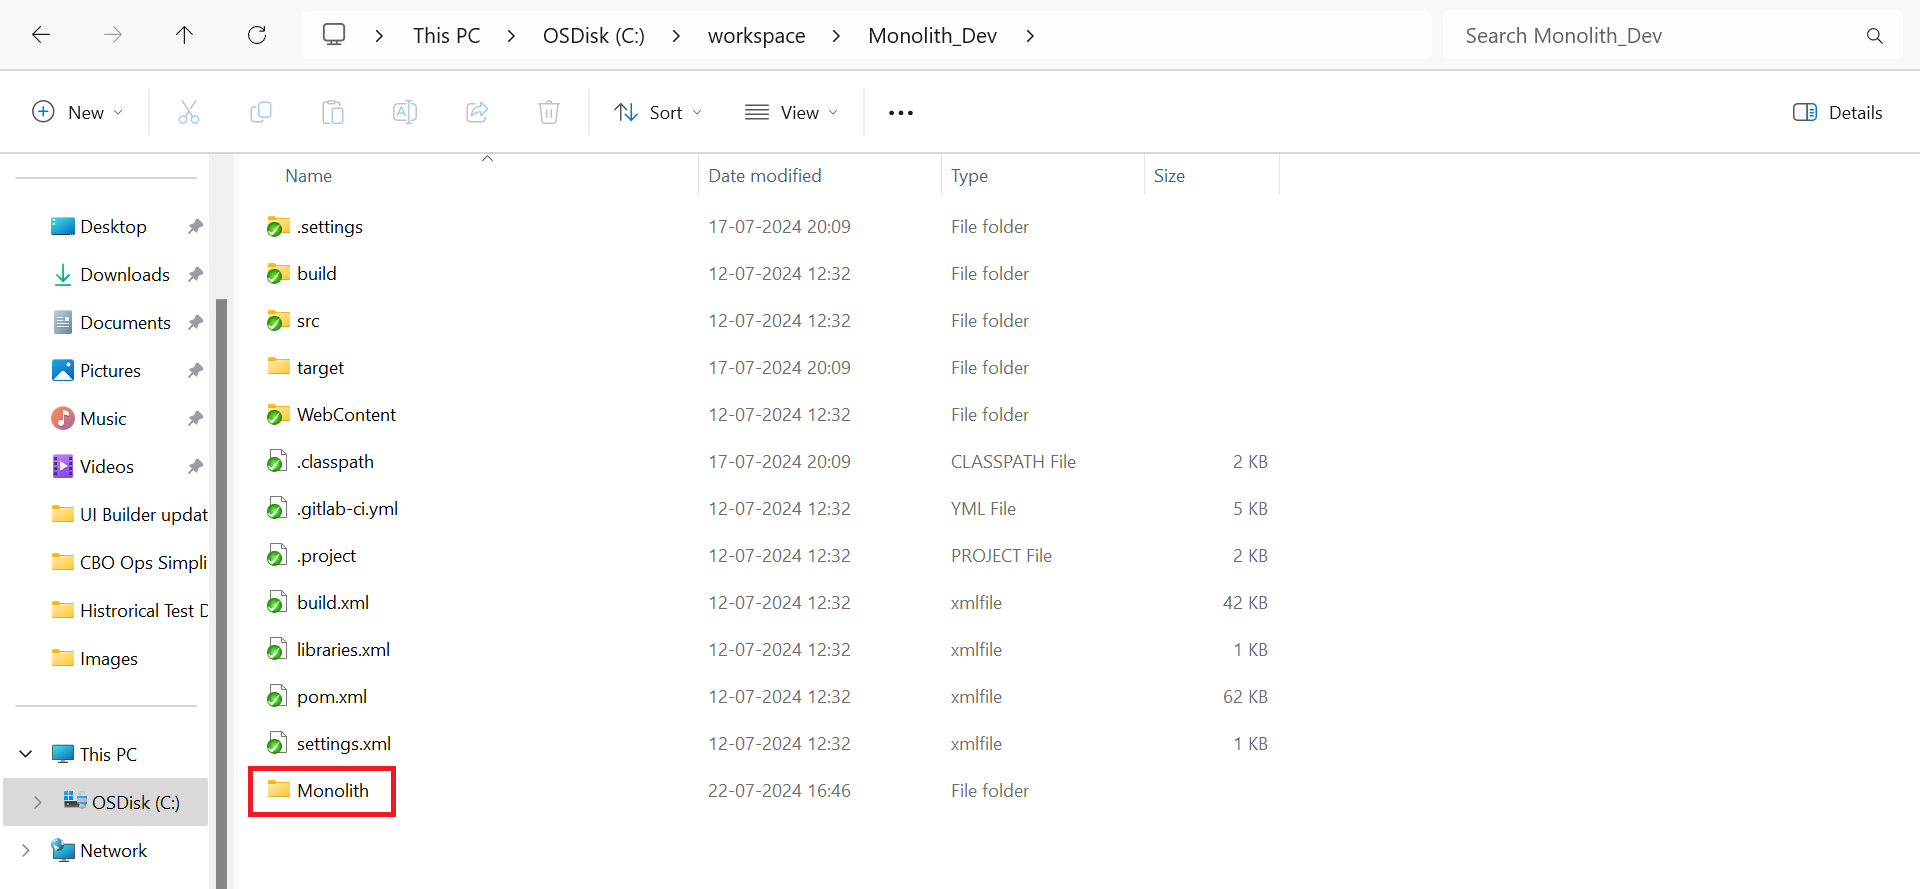 This PC > OSDisk (C:) > workspace > Monolith_Dev >
Search Monolith_Dev
New
Sort
View
Details
Name Date modified Type Size
Desktop
Downloads
Documents
Pictures
Music
Videos
UI Builder updat
CBO Ops Simpli
Histrorical Test D
Images
This PC
OSDisk (C:)
Network
.settings 17-07-2024 20:09 File folder
build 12-07-2024 12:32 File folder
src 12-07-2024 12:32 File folder
target 17-07-2024 20:09 File folder
WebContent 12-07-2024 12:32 File folder
.classpath 17-07-2024 20:09 CLASSPATH File 2 KB
.gitlab-ci.yml 12-07-2024 12:32 YML File 5 KB
.project 12-07-2024 12:32 PROJECT File 2 KB
build.xml 12-07-2024 12:32 xmlfile 42 KB
libraries.xml 12-07-2024 12:32 xmlfile 1 KB
pom.xml 12-07-2024 12:32 xmlfile 62 KB
settings.xml 12-07-2024 12:32 xmlfile 1 KB
Monolith 22-07-2024 16:46 File folder